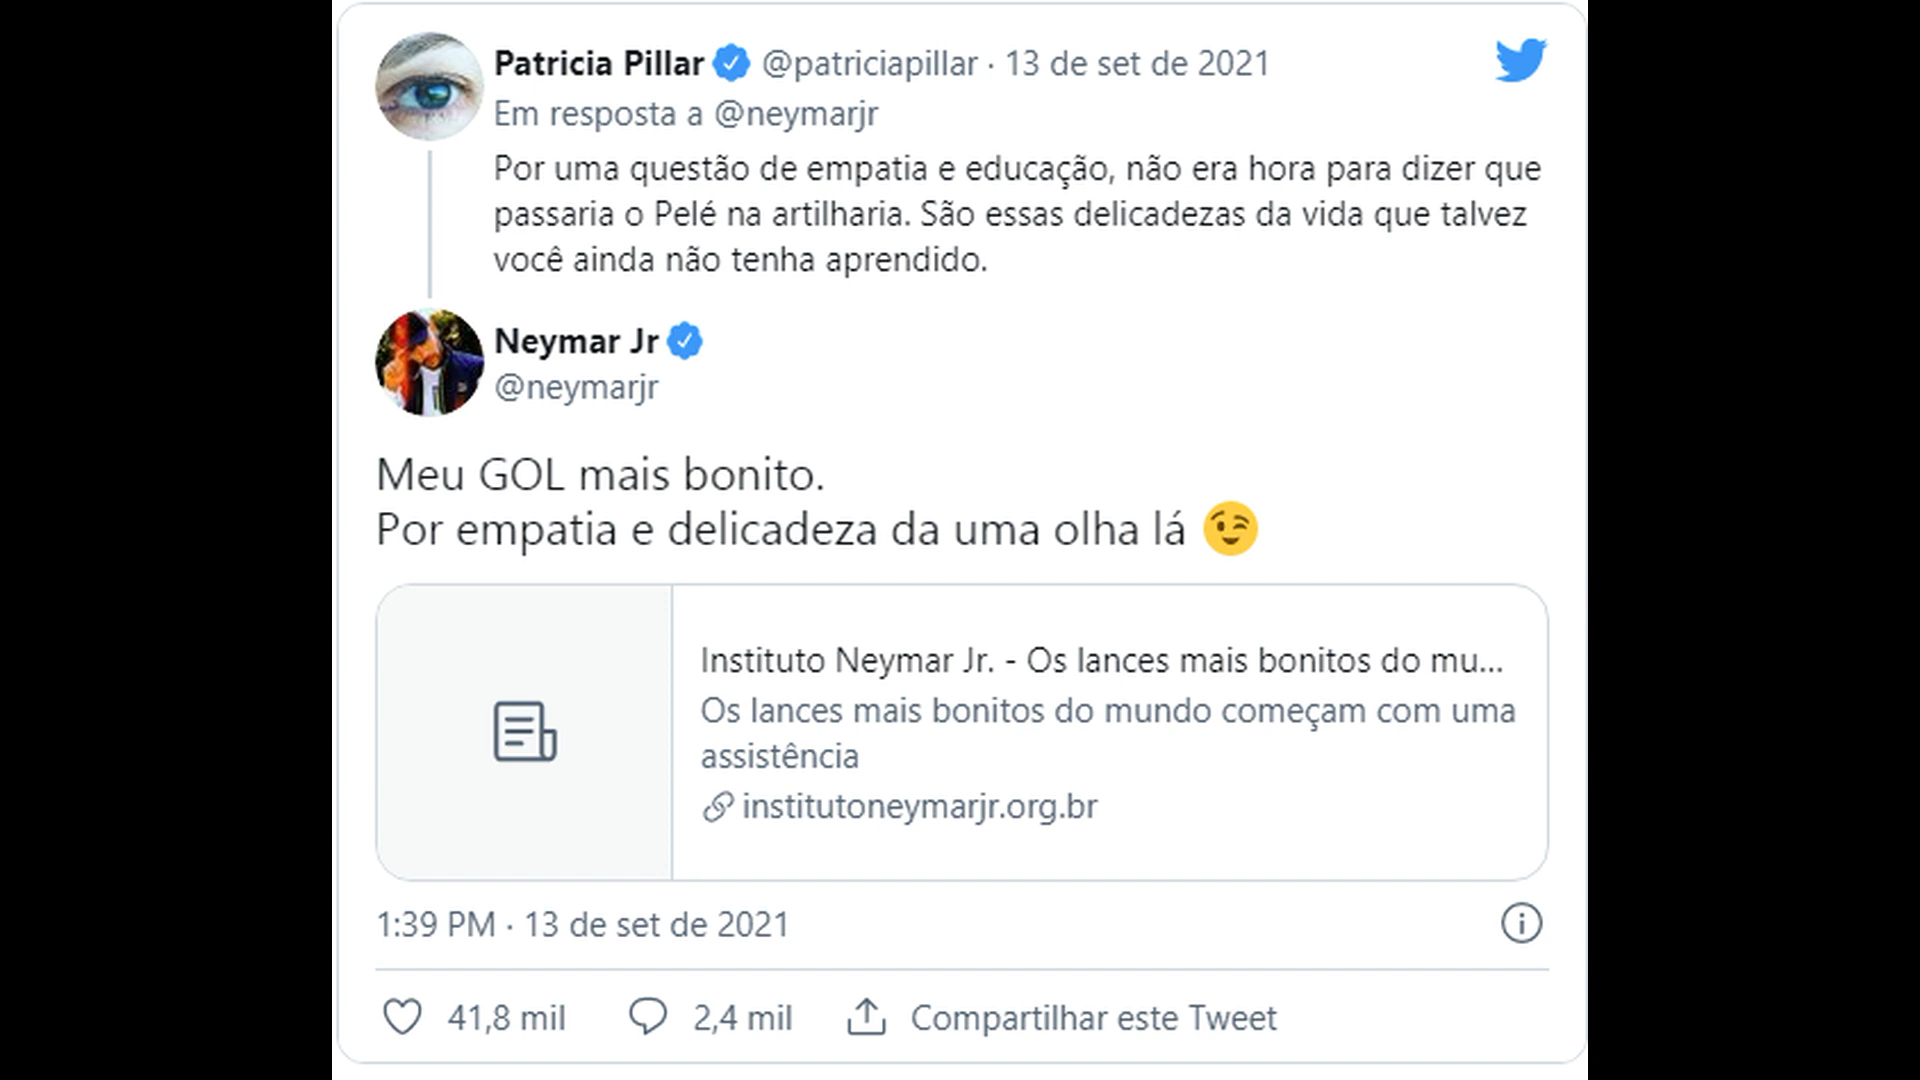 Patricia Pillar @patriciapillar · 13 de set de 2021
Em resposta a @neymarjr
Por uma questão de empatia e educação, não era hora para dizer que
passaria o Pelé na artilharia. São essas delicadezas da vida que talvez
você ainda não tenha aprendido.
Neymar Jr
@neymarjr
Meu GOL mais bonito.
Por empatia e delicadeza da uma olha lá 😉
Instituto Neymar Jr. - Os lances mais bonitos do mu...
Os lances mais bonitos do mundo começam com uma
assistência
institutoneymarjr.org.br
1:39 PM · 13 de set de 2021
41,8 mil 2,4 mil Compartilhar este Tweet